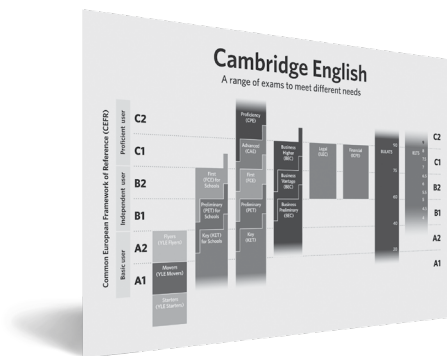 Cambridge English
A range of exams to meet different needs
Common European Framework of Reference (CEFR)
Proficient user
Independent user
Basic user
C2
C1
B2
B1
A2
A1
Proficiency
(CPE)
Advanced
(CAE)
First
(FCE) for
Schools
First
(FCE)
Preliminary
(PET) for
Schools
Preliminary
(PET)
Key (KET)
for Schools
Key
(KET)
Flyers
(YLE Flyers)
Movers
(YLE Movers)
Starters
(YLE Starters)
Business
Higher
(BEC)
Business
Vantage
(BEC)
Business
Preliminary
(BEC)
Legal
(ILEC)
Financial
(ICFE)
BULATS
IELTS
C2
C1
B2
B1
A2
A1